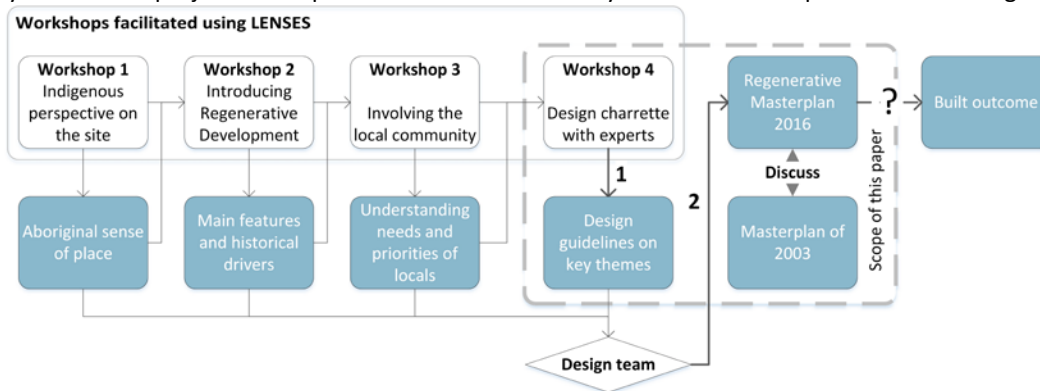 Workshops facilitated using LENSES
Workshop 1
Indigenous
perspective on
the site
Workshop 2
Introducing
Regenerative
Development
Workshop 3
Involving the
local community
Workshop 4
Design charrette
with experts
Regenerative
Masterplan
2016
?
Built outcome
1
2
Discuss
Scope of this paper
Aboriginal sense
of place
Main features
and historical
drivers
Understanding
needs and
priorities of
locals
Design
guidelines on
key themes
Masterplan of
2003
Design team